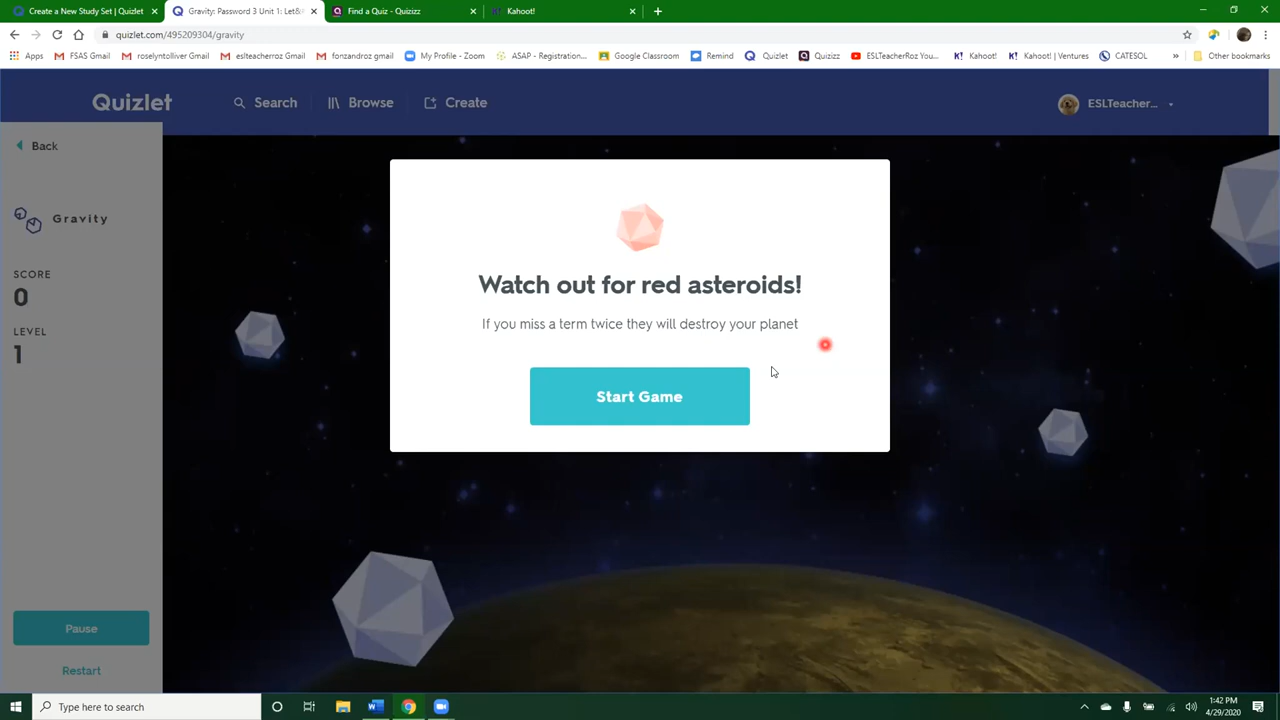 Create a New Study Set | Quizlet
Gravity: Password 3 Unit 1: Let&
Find a Quiz - Quizizz
Kahoot!
quizlet.com/495209304/gravity
Apps
FSAS Gmail
roselyntolliver Gmail
eslteacherroz Gmail
fonzandroz gmail
My Profile - Zoom
ASAP - Registration...
Google Classroom
Remind
Quizlet
Quizizz
ESLTeacherRoz You...
Kahoot!
Kahoot! | Ventures
CATESOL
Other bookmarks
Quizlet
Search
Browse
Create
ESLTeacher...
Back
Gravity
SCORE
0
LEVEL
1
Watch out for red asteroids!
If you miss a term twice they will destroy your planet
Start Game
Pause
Restart
Type here to search
1:42 PM
4/29/2020